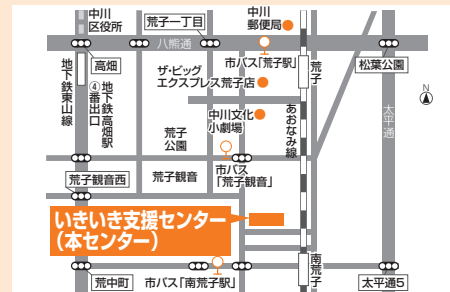 中川
区役所
荒子一丁目
中川
郵便局
八熊通
高畑
市バス「荒子駅」
荒子
松葉公園
ザ・ビッグ
エクスプレス荒子店
地下鉄東山線
地下鉄高畑駅
④番出口
中川文化
小劇場
あおなみ線
太平通
N
荒子
公園
荒子観音西
荒子観音
市バス
「荒子観音」
いきいき支援センター
（本センター）
南荒子
荒中町
市バス「南荒子駅」
太平通5